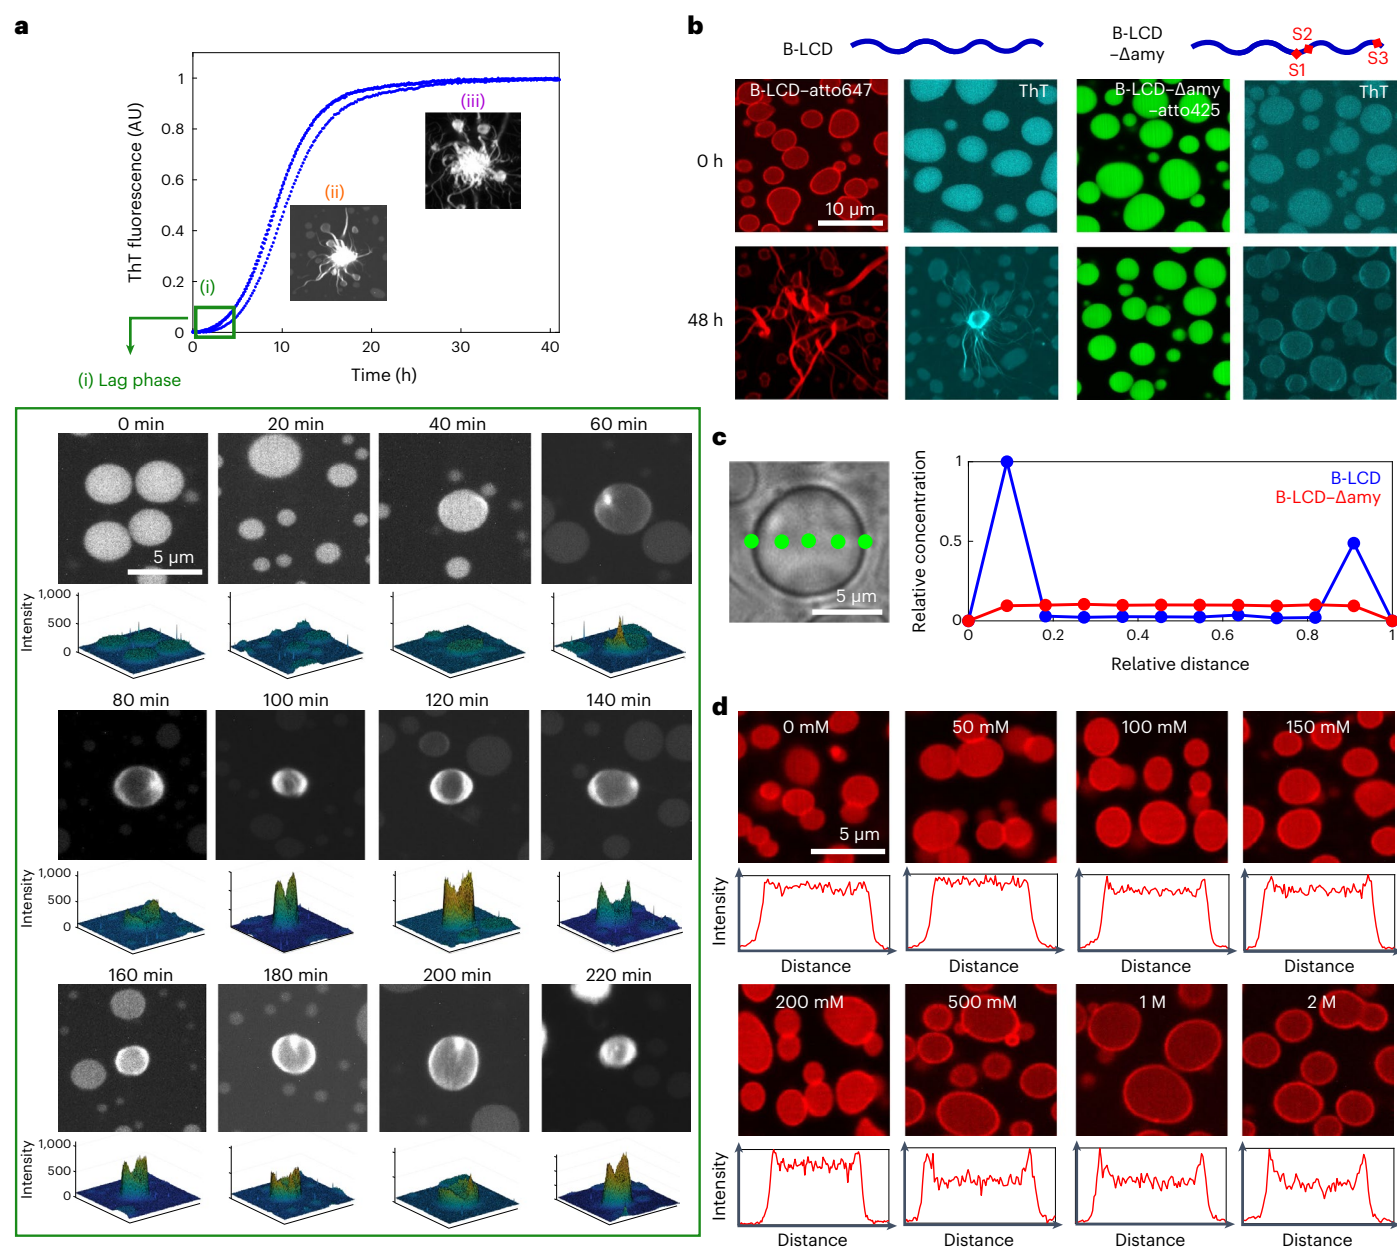 a
ThT fluorescence (AU)
1
0.8
0.6
0.4
0.2
0
0
10
20
30
40
Time (h)
(i)
(ii)
(iii)
(i) Lag phase
0 min
20 min
40 min
60 min
5 µm
Intensity
1,000
500
0
80 min
100 min
120 min
140 min
Intensity
1,000
500
0
160 min
180 min
200 min
220 min
Intensity
1,000
500
0
b
B-LCD
B-LCD
–Δamy
S2
S1
S3
B-LCD–atto647
ThT
B-LCD–Δamy
–atto425
ThT
0 h
10 µm
48 h
c
5 µm
Relative concentration
1
0.5
0
B-LCD
B-LCD–Δamy
0
0.2
0.4
0.6
0.8
1
Relative distance
d
0 mM
50 mM
100 mM
150 mM
5 µm
Intensity
Distance
Distance
Distance
Distance
200 mM
500 mM
1 M
2 M
Intensity
Distance
Distance
Distance
Distance